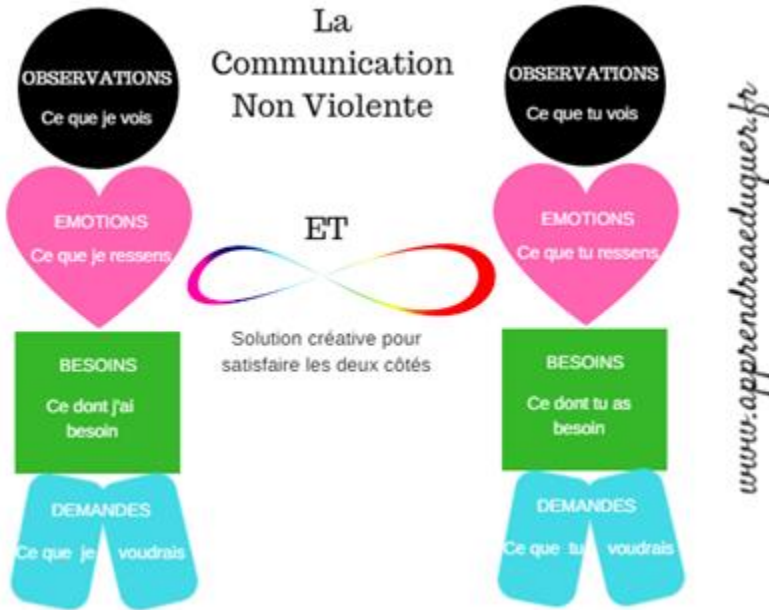 La
Communication
Non Violente
OBSERVATIONS
Ce que je vois
EMOTIONS
Ce que je ressens
BESOINS
Ce dont j'ai
besoin
DEMANDES
Ce que je voudrais
ET
Solution créative pour
satisfaire les deux côtés
OBSERVATIONS
Ce que tu vois
EMOTIONS
Ce que tu ressens
BESOINS
Ce dont tu as
besoin
DEMANDES
Ce que tu voudrais
www.apprendreaeduquer.fr